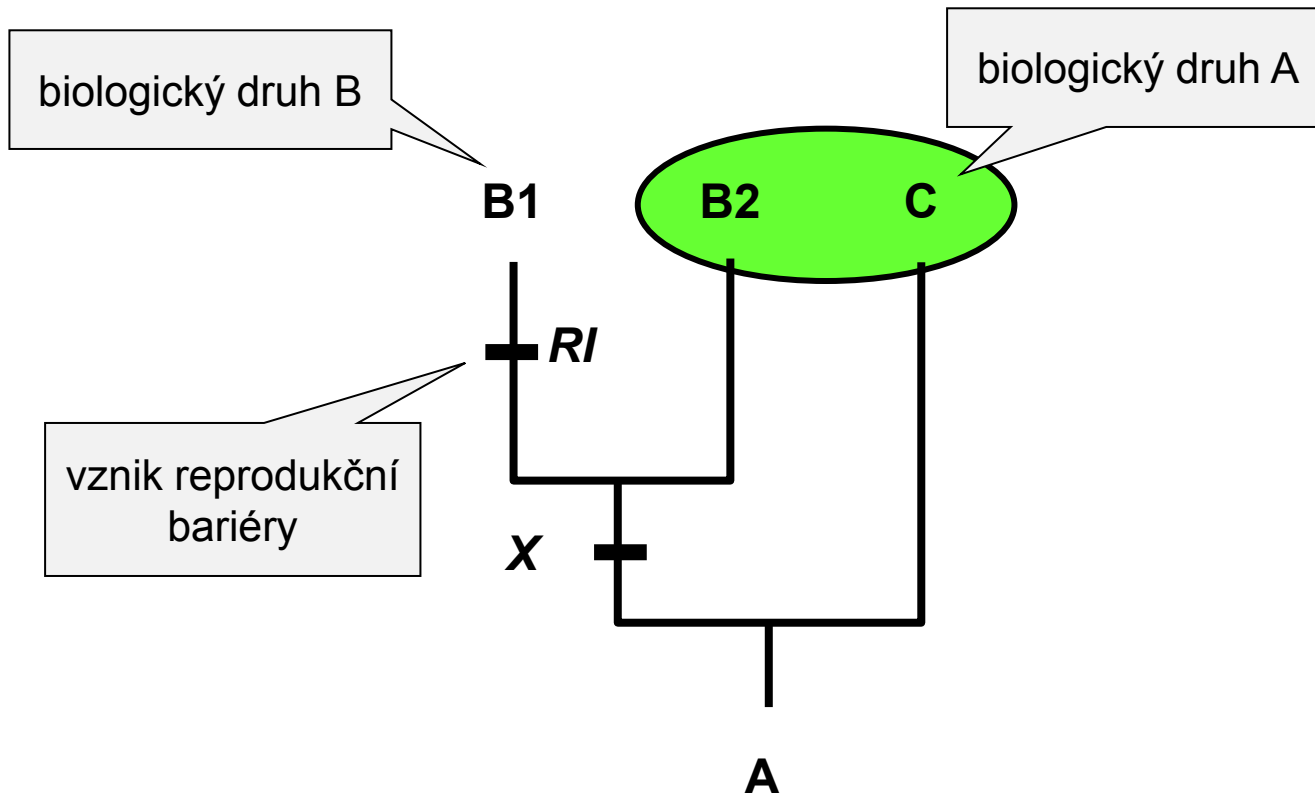 biologický druh B
biologický druh A
B1
B2
C
RI
vznik reprodukční
bariéry
X
A